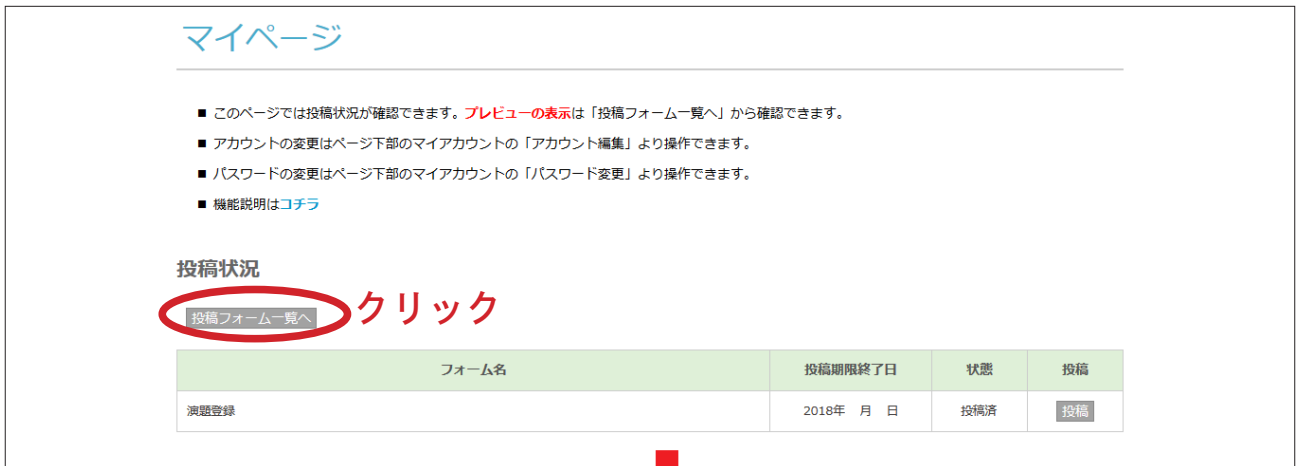 マイページ
■ このページでは投稿状況が確認できます。プレビューの表示は「投稿フォーム一覧へ」から確認できます。
■ アカウントの変更はページ下部のマイアカウントの「アカウント編集」より操作できます。
■ パスワードの変更はページ下部のマイアカウントの「パスワード変更」より操作できます。
■ 機能説明はコチラ
投稿状況
投稿フォーム一覧へ クリック
フォーム名 投稿期限終了日 状態 投稿
演題登録 2018年 月 日 投稿済 投稿